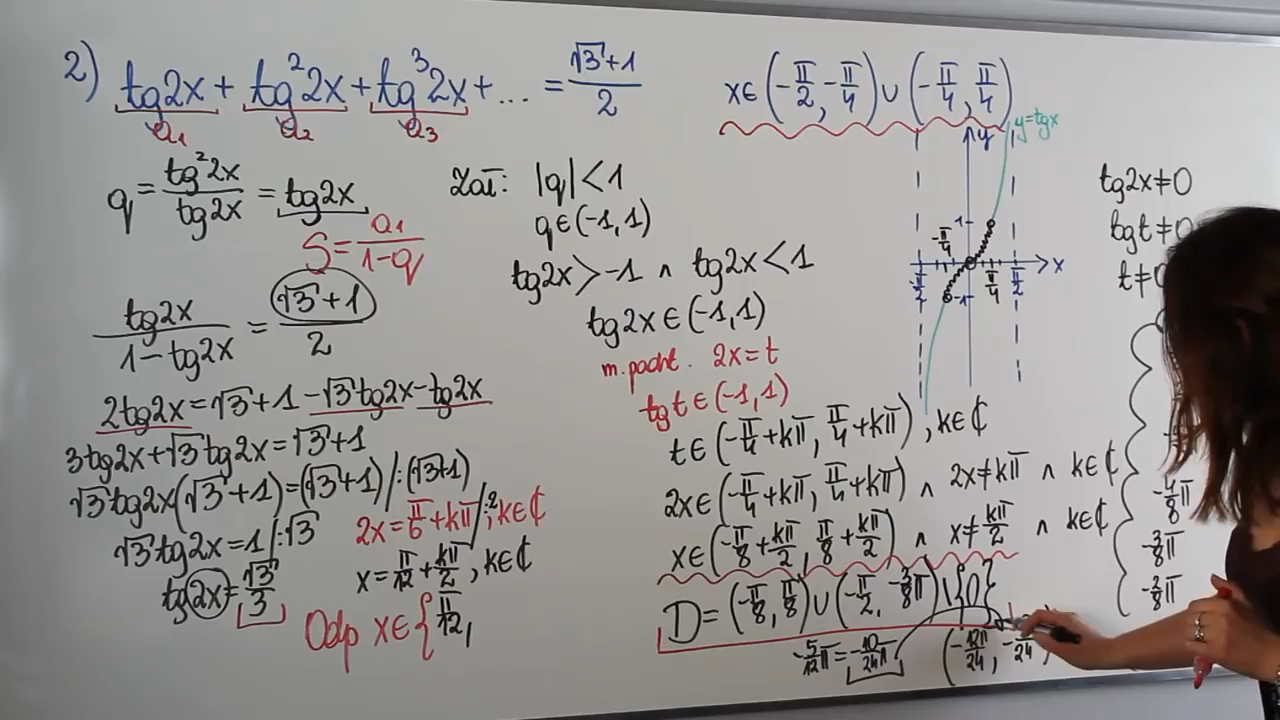 2) tg2x + tg²2x + tg³2x + ... = (√3+1)/2
a₁ a₂ a₃
q = tg²2x/tg2x = tg2x
S = a₁/(1-q)
tg2x/(1-tg2x) = (√3+1)/2
2tg2x = √3+1-√3tg2x-tg2x
3tg2x+√3tg2x=√3+1
√3tg2x(√3+1)=(√3+1)/:(√3+1)
√3tg2x=1/:√3
tg2x=√3/3
2x=π/6+kπ/:2, k∈C
x=π/12+kπ/2, k∈C
Odp x∈{π/12,
Zał: |q|<1
q∈(-1,1)
tg2x>-1 ∧ tg2x<1
tg2x∈(-1,1)
m.pocht. 2x=t
tgt∈(-1,1)
t∈(-π/4+kπ, π/4+kπ), k∈C
2x∈(-π/4+kπ, π/4+kπ) ∧ 2x≠kπ ∧ k∈C
x∈(-π/8+kπ/2, π/8+kπ/2) ∧ x≠kπ/2 ∧ k∈C
D=(-π/8, π/8)∪(-π/2, -3/8π)\{0}
-5/12π=-10/24π
(-12π/24, -
24
x∈(-π/2,-π/4)∪(-π/4,π/4)
y
y=tgx
1
-π/4
x
-π/2
π/4
π/2
-1
tg2x≠0
tgt≠0
-4/8π
-3/8π
-2/8π